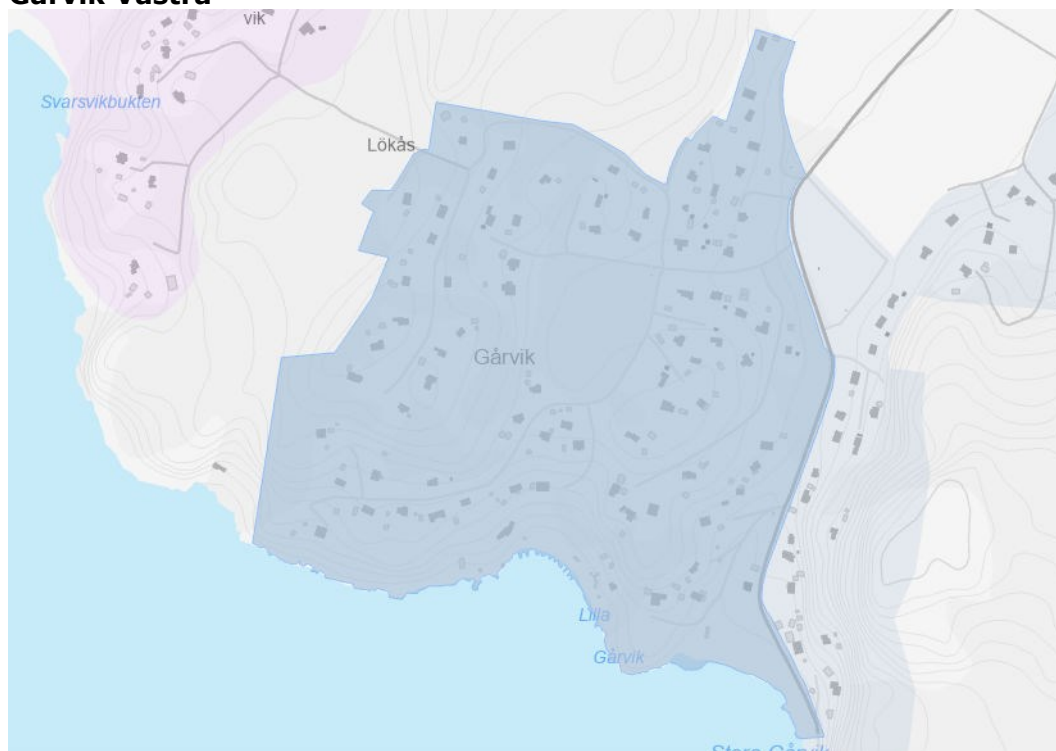 Gårvik Västra
vik
Svarsvikbukten
Lökås
Gårvik
Lilla
Gårvik
Stora Gårvik